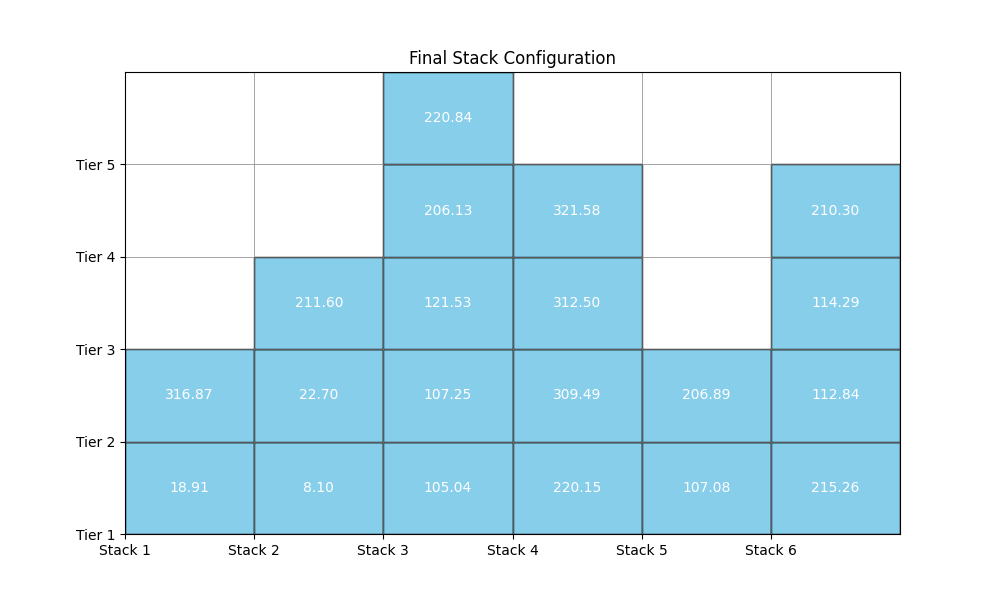 Final Stack Configuration
220.84
Tier 5
206.13 321.58 210.30
Tier 4
211.60 121.53 312.50 114.29
Tier 3
316.87 22.70 107.25 309.49 206.89 112.84
Tier 2
18.91 8.10 105.04 220.15 107.08 215.26
Tier 1
Stack 1 Stack 2 Stack 3 Stack 4 Stack 5 Stack 6